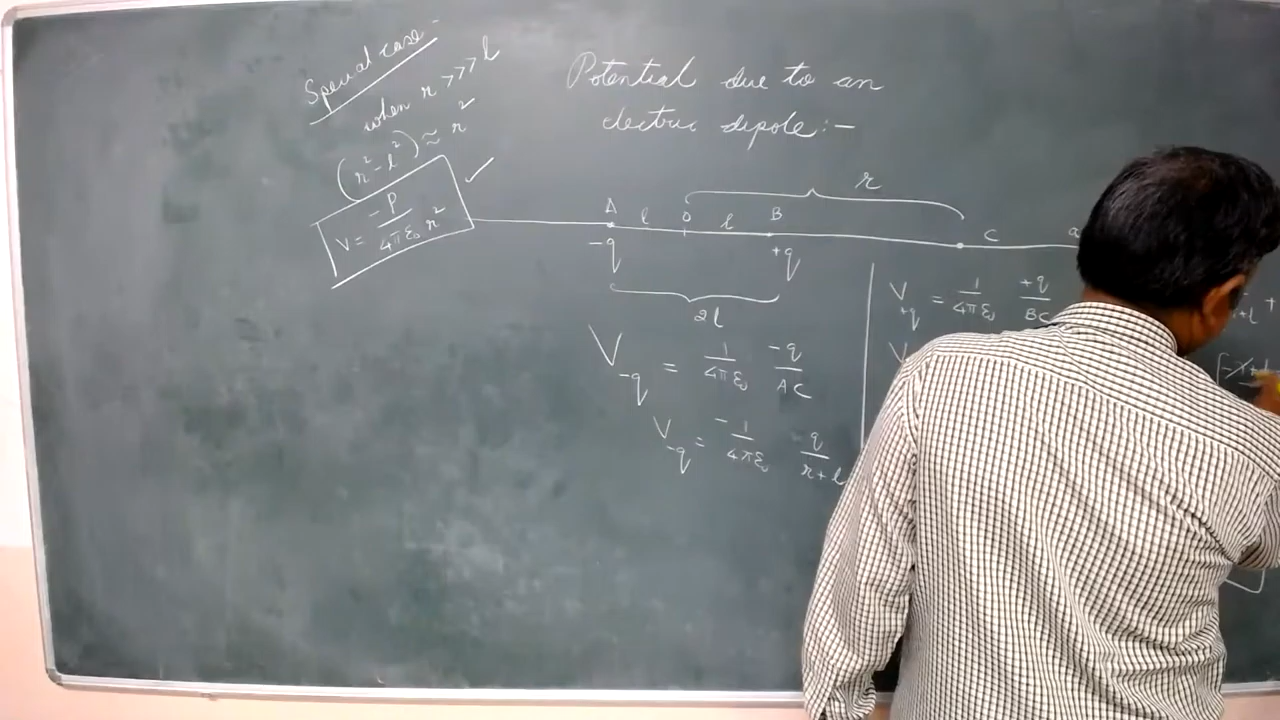 Special case:-
when r >>> l
(r² - l²) ≈ r²
V = -P / 4πε₀ r²
Potential due to an
electric dipole:-
r
A l O l B C a
-q +q
2l
V-q = 1/4πε₀ -q/AC
V-q = -1/4πε₀ q/r+l
V+q = 1/4πε₀ +q/BC
V
+l +